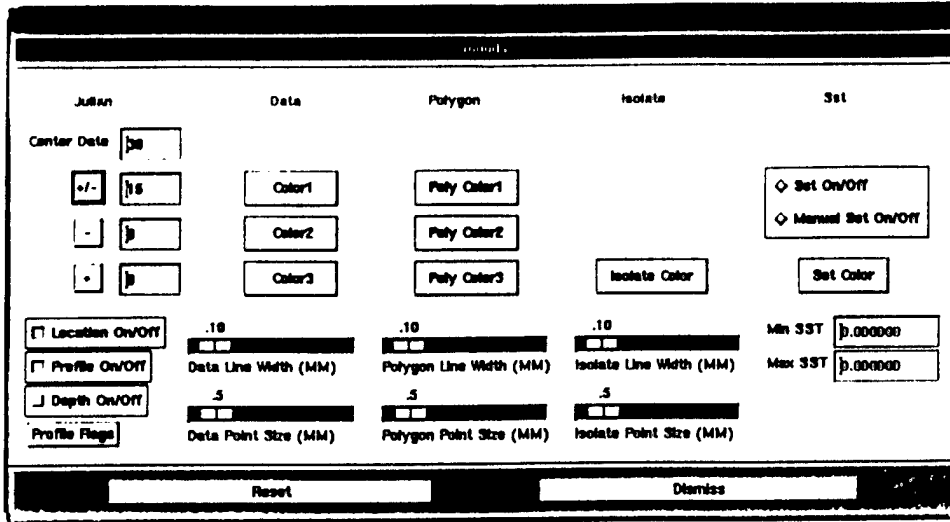 Julian Data Polygon Isolate Sst
Center Date 30
+/- 15 Color1 Poly Color1
- Color2 Poly Color2
+ Color3 Poly Color3 Isolate Color Sst Color
Sst On/Off
Manual Sst On/Off
Location On/Off
Profile On/Off
Depth On/Off
Profile Flags
.10 .10 .10
Data Line Width (MM) Polygon Line Width (MM) Isolate Line Width (MM)
.5 .5 .5
Data Point Size (MM) Polygon Point Size (MM) Isolate Point Size (MM)
Min SST 0.000000
Max SST 0.000000
Reset Dismiss